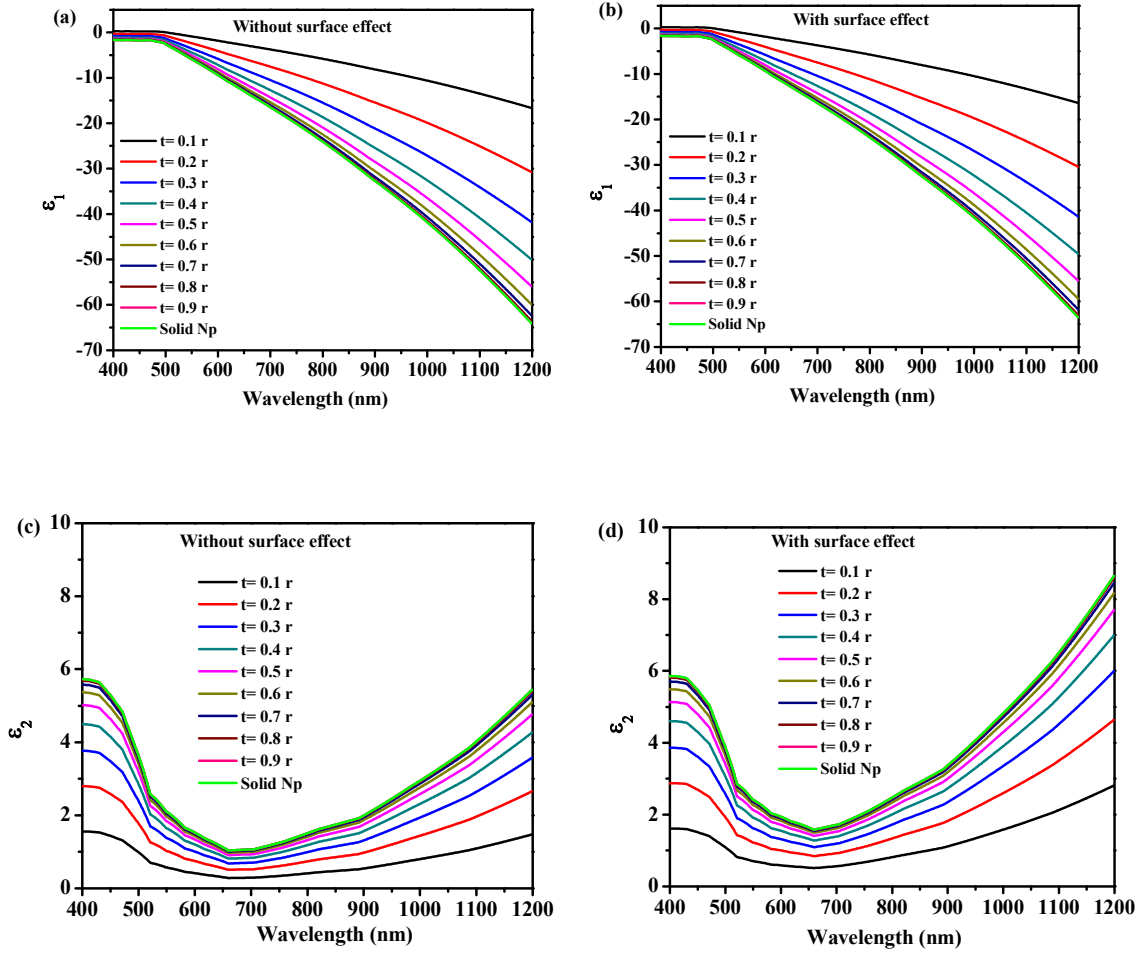 (a)
Without surface effect
0
-10
-20
-30
-40
-50
-60
-70
ε1
t= 0.1 r
t= 0.2 r
t= 0.3 r
t= 0.4 r
t= 0.5 r
t= 0.6 r
t= 0.7 r
t= 0.8 r
t= 0.9 r
Solid Np
400 500 600 700 800 900 1000 1100 1200
Wavelength (nm)
(b)
With surface effect
0
-10
-20
-30
-40
-50
-60
-70
ε1
t= 0.1 r
t= 0.2 r
t= 0.3 r
t= 0.4 r
t= 0.5 r
t= 0.6 r
t= 0.7 r
t= 0.8 r
t= 0.9 r
Solid Np
400 500 600 700 800 900 1000 1100 1200
Wavelength (nm)
(c)
Without surface effect
10
8
6
4
2
0
ε2
t= 0.1 r
t= 0.2 r
t= 0.3 r
t= 0.4 r
t= 0.5 r
t= 0.6 r
t= 0.7 r
t= 0.8 r
t= 0.9 r
Solid Np
400 500 600 700 800 900 1000 1100 1200
Wavelength (nm)
(d)
With surface effect
10
8
6
4
2
0
ε2
t= 0.1 r
t= 0.2 r
t= 0.3 r
t= 0.4 r
t= 0.5 r
t= 0.6 r
t= 0.7 r
t= 0.8 r
t= 0.9 r
Solid Np
400 500 600 700 800 900 1000 1100 1200
Wavelength (nm)